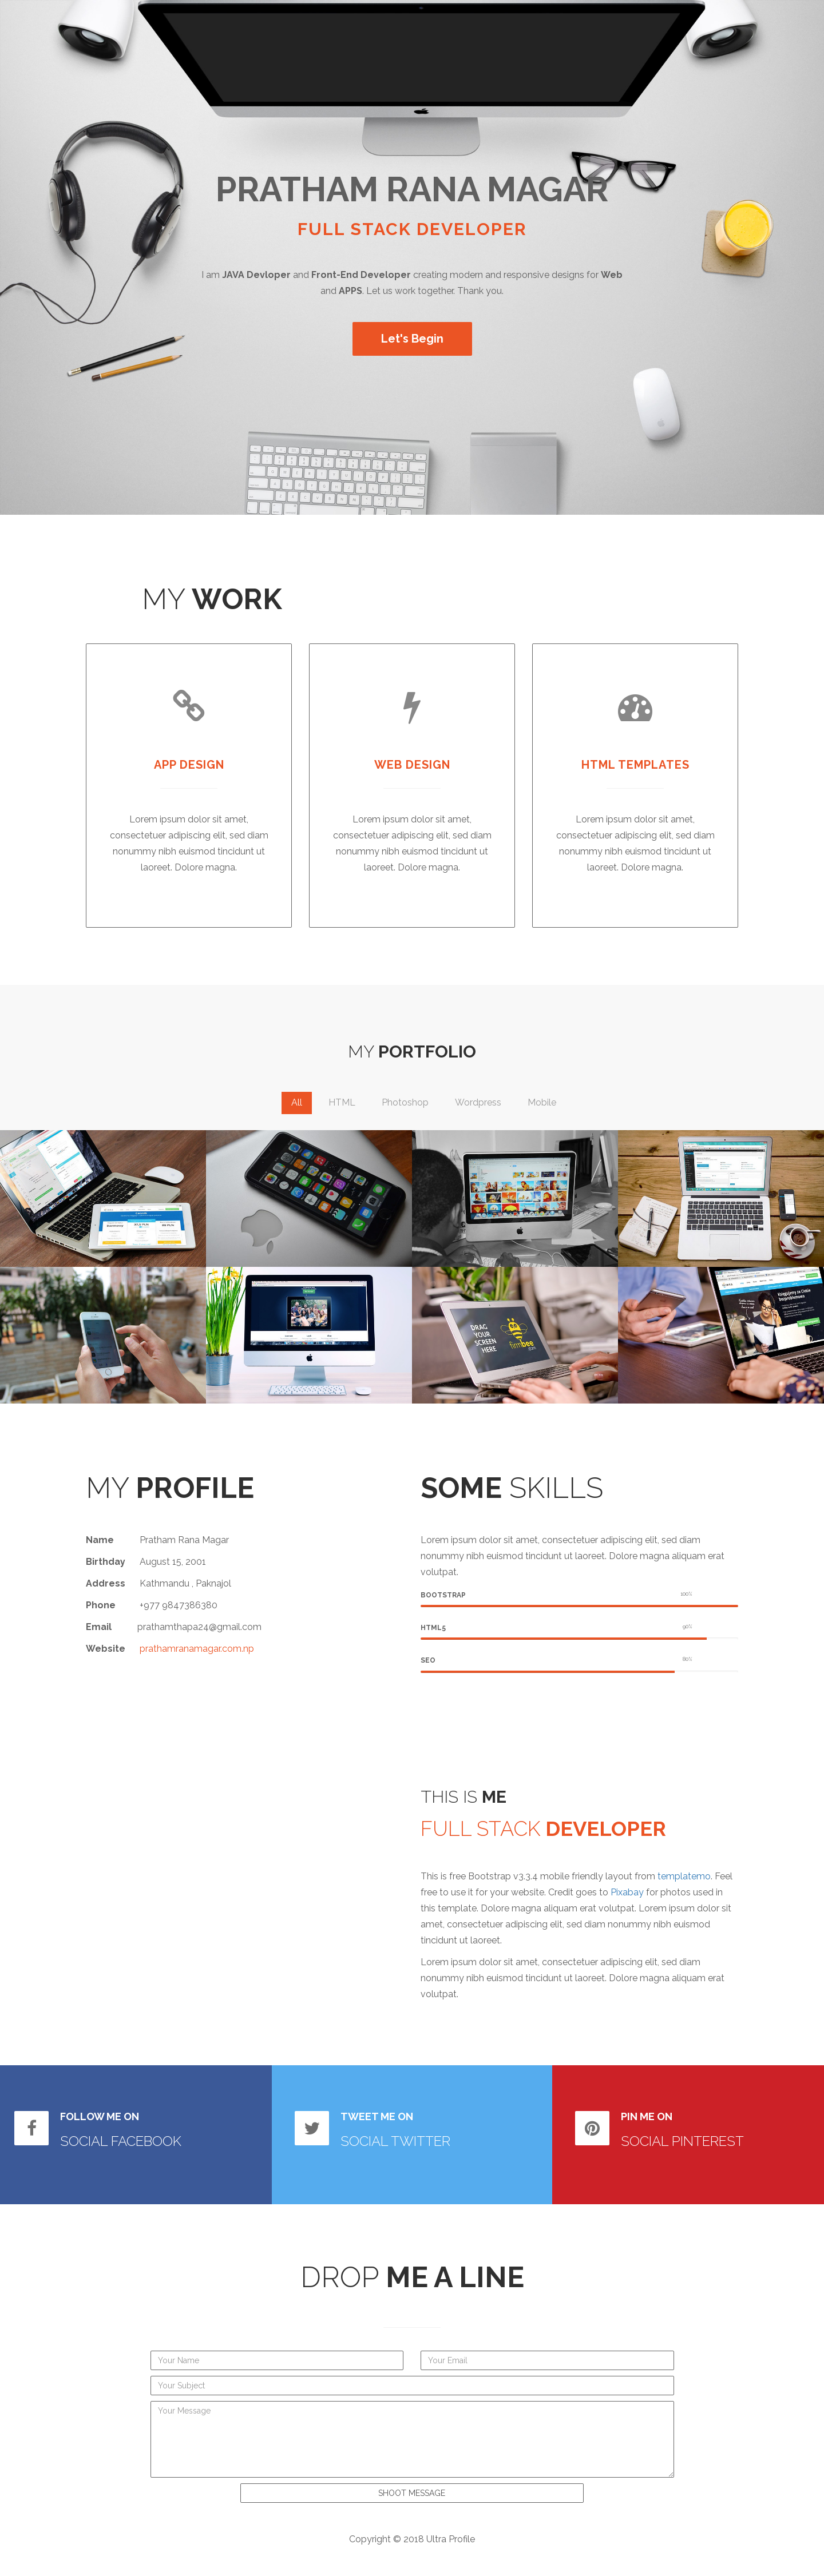 PRATHAM RANA MAGAR
FULL STACK DEVELOPER
I am JAVA Devloper and Front-End Developer creating modern and responsive designs for Web
and APPS. Let us work together. Thank you.
Let's Begin
MY WORK
APP DESIGN
Lorem ipsum dolor sit amet,
consectetuer adipiscing elit, sed diam
nonummy nibh euismod tincidunt ut
laoreet. Dolore magna.
WEB DESIGN
Lorem ipsum dolor sit amet,
consectetuer adipiscing elit, sed diam
nonummy nibh euismod tincidunt ut
laoreet. Dolore magna.
HTML TEMPLATES
Lorem ipsum dolor sit amet,
consectetuer adipiscing elit, sed diam
nonummy nibh euismod tincidunt ut
laoreet. Dolore magna.
MY PORTFOLIO
All HTML Photoshop Wordpress Mobile
DRAG
YOUR
SCREEN
HERE
firmbee
MY PROFILE
Name Pratham Rana Magar
Birthday August 15, 2001
Address Kathmandu , Paknajol
Phone +977 9847386380
Email prathamthapa24@gmail.com
Website prathamranamagar.com.np
SOME SKILLS
Lorem ipsum dolor sit amet, consectetuer adipiscing elit, sed diam
nonummy nibh euismod tincidunt ut laoreet. Dolore magna aliquam erat
volutpat.
BOOTSTRAP 100%
HTML5 90%
SEO 80%
THIS IS ME
FULL STACK DEVELOPER
This is free Bootstrap v3.3.4 mobile friendly layout from templatemo. Feel
free to use it for your website. Credit goes to Pixabay for photos used in
this template. Dolore magna aliquam erat volutpat. Lorem ipsum dolor sit
amet, consectetuer adipiscing elit, sed diam nonummy nibh euismod
tincidunt ut laoreet.
Lorem ipsum dolor sit amet, consectetuer adipiscing elit, sed diam
nonummy nibh euismod tincidunt ut laoreet. Dolore magna aliquam erat
volutpat.
FOLLOW ME ON
SOCIAL FACEBOOK
TWEET ME ON
SOCIAL TWITTER
PIN ME ON
SOCIAL PINTEREST
DROP ME A LINE
Your Name
Your Email
Your Subject
Your Message
SHOOT MESSAGE
Copyright © 2018 Ultra Profile